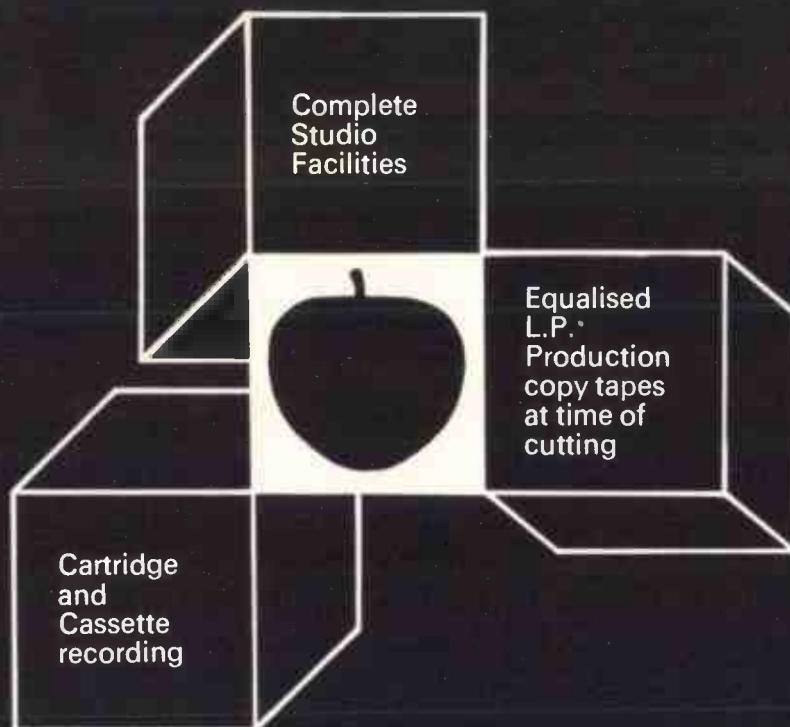 Complete
Studio
Facilities
Equalised
L.P.
Production
copy tapes
at time of
cutting
Cartridge
and
Cassette
recording